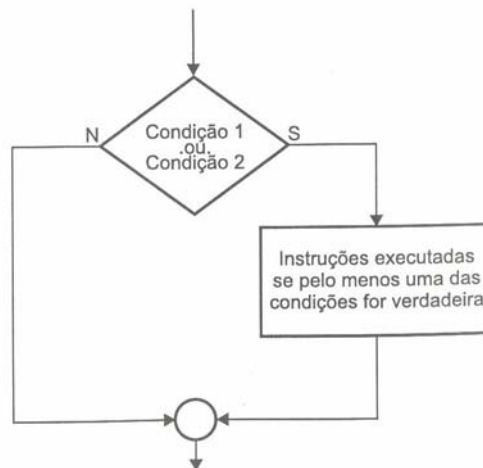 N
Condição 1
.ou.
Condição 2
S
Instruções executadas
se pelo menos uma das
condições for verdadeira